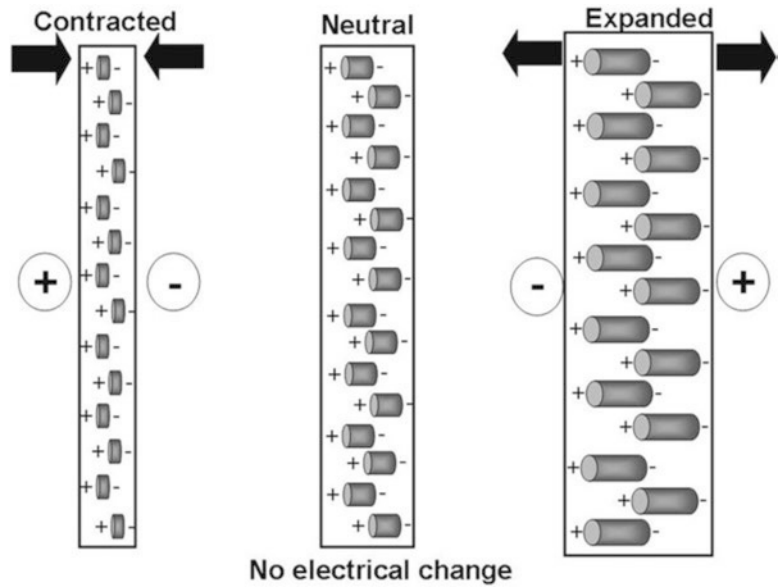 Contracted
Neutral
Expanded
+
-
-
+
No electrical change